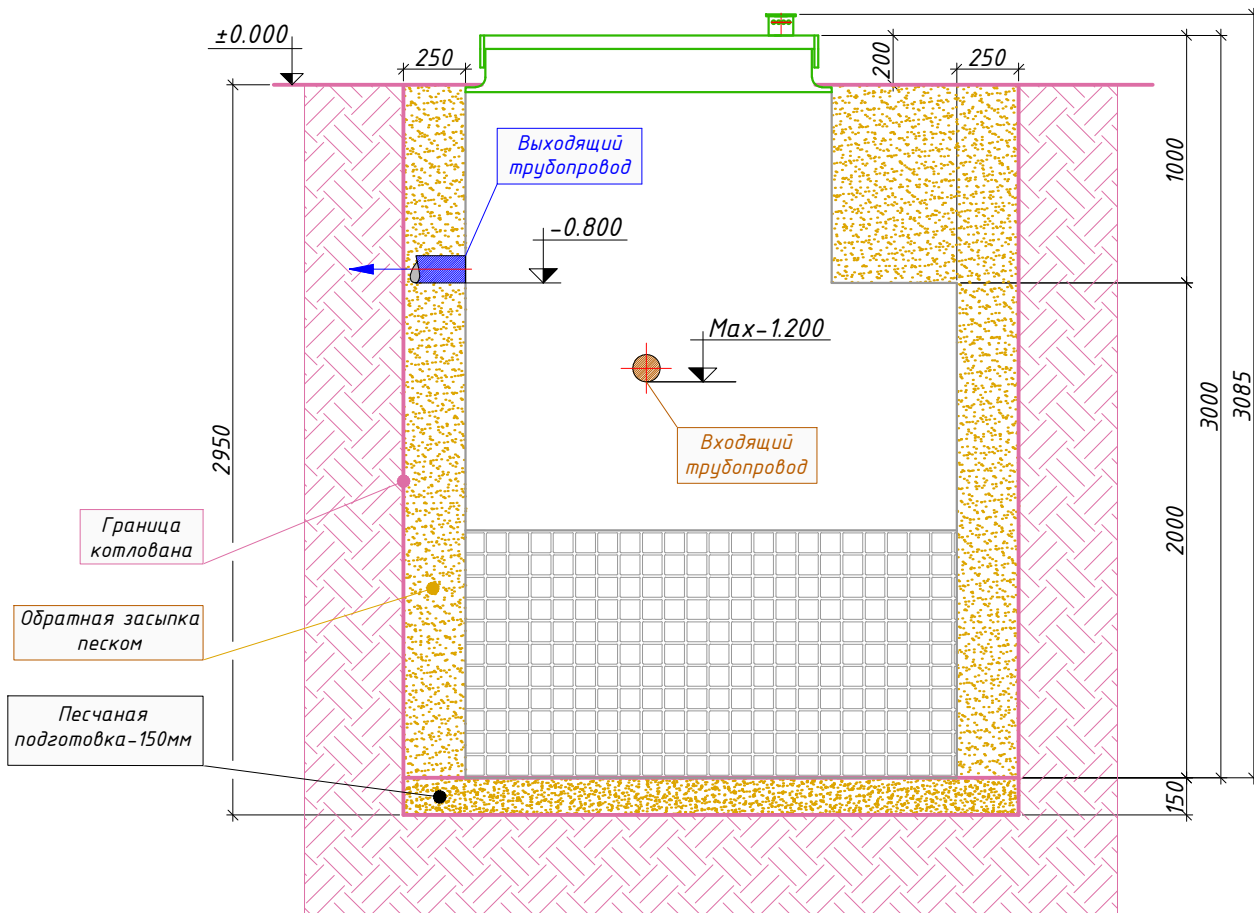 ±0.000
250
200
250
Выходящий
трубопровод
1000
-0.800
Max-1.200
3085
3000
2950
Входящий
трубопровод
Граница
котлована
2000
Обратная засыпка
песком
Песчаная
подготовка-150мм
150